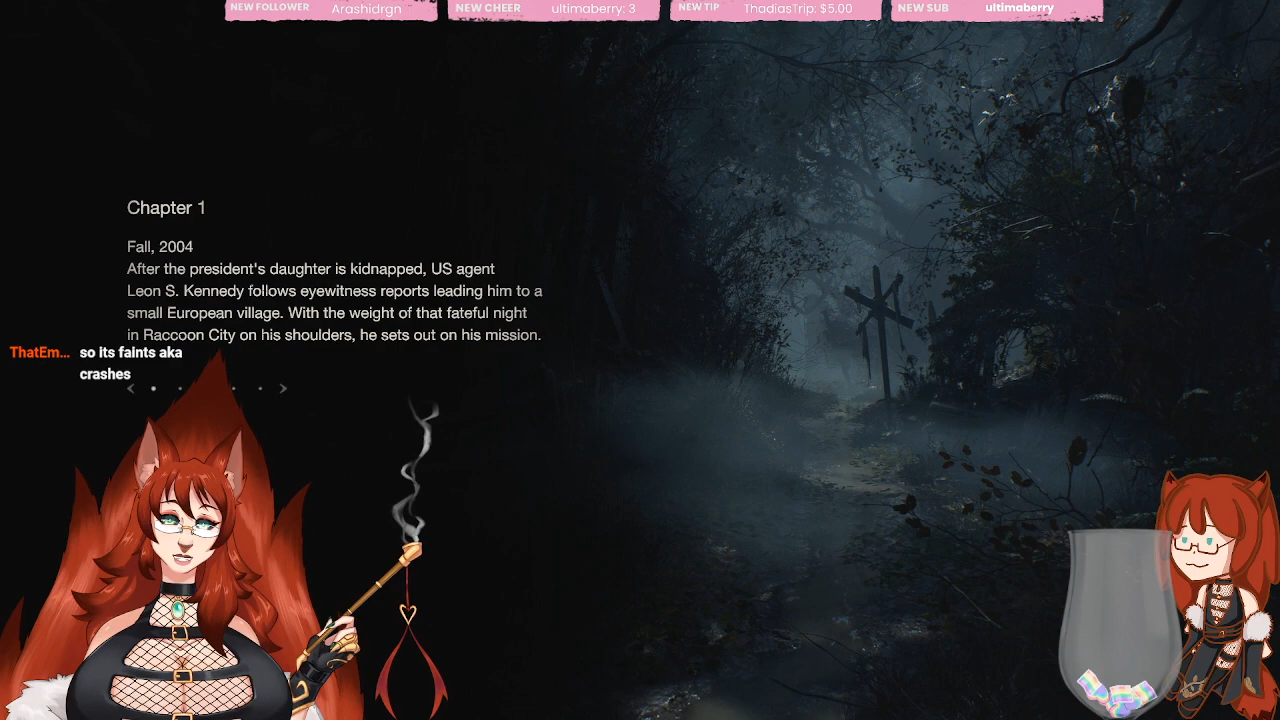 NEW FOLLOWER Arashidrgn NEW CHEER ultimaberry: 3 NEW TIP ThadiasTrip: $5.00 NEW SUB ultimaberry
Chapter 1
Fall, 2004
After the president's daughter is kidnapped, US agent
Leon S. Kennedy follows eyewitness reports leading him to a
small European village. With the weight of that fateful night
in Raccoon City on his shoulders, he sets out on his mission.
ThatEm... so its faints aka
crashes